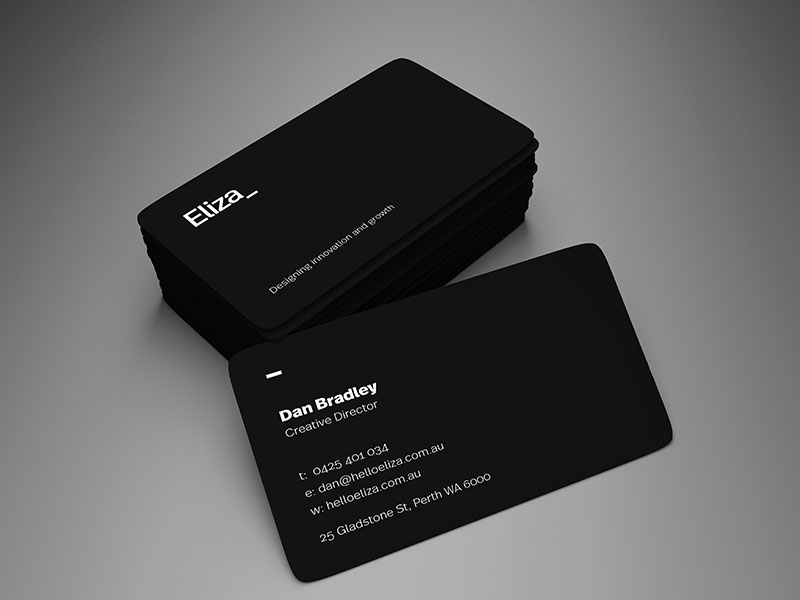 Eliza_
Designing innovation and growth
Dan Bradley
Creative Director
t: 0425 401 034
e: dan@helloeliza.com.au
w: helloeliza.com.au
25 Gladstone St, Perth WA 6000